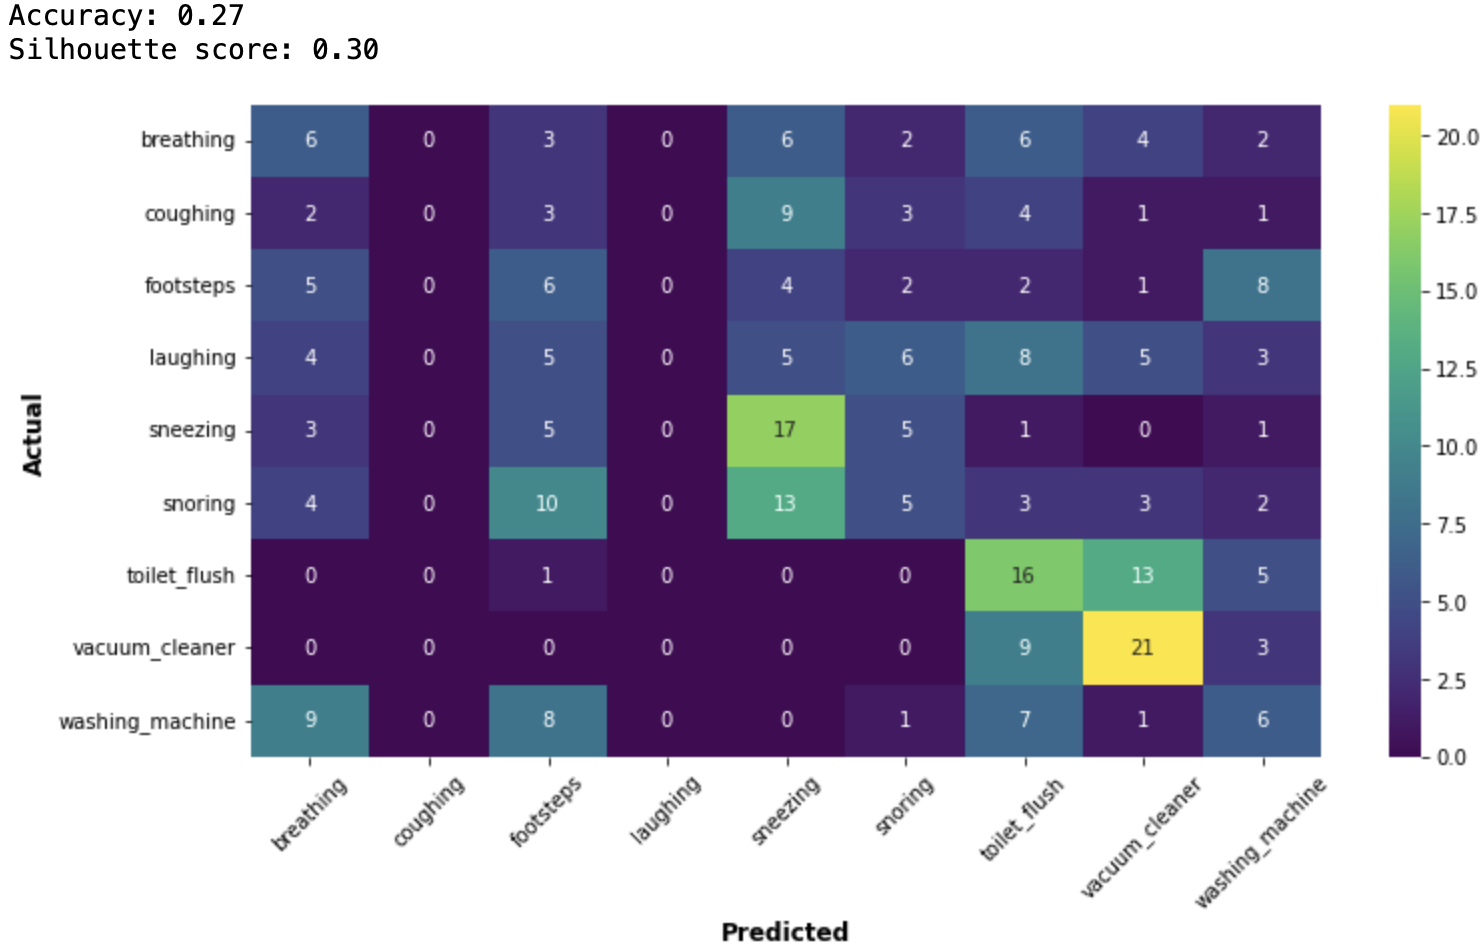 Accuracy: 0.27
Silhouette score: 0.30
breathing 6 0 3 0 6 2 6 4 2
coughing 2 0 3 0 9 3 4 1 1
footsteps 5 0 6 0 4 2 2 1 8
laughing 4 0 5 0 5 6 8 5 3
sneezing 3 0 5 0 17 5 1 0 1
snoring 4 0 10 0 13 5 3 3 2
toilet_flush 0 0 1 0 0 0 16 13 5
vacuum_cleaner 0 0 0 0 0 0 9 21 3
washing_machine 9 0 8 0 0 1 7 1 6
Actual
breathing coughing footsteps laughing sneezing snoring toilet_flush vacuum_cleaner washing_machine
Predicted
20.0
17.5
15.0
12.5
10.0
7.5
5.0
2.5
0.0